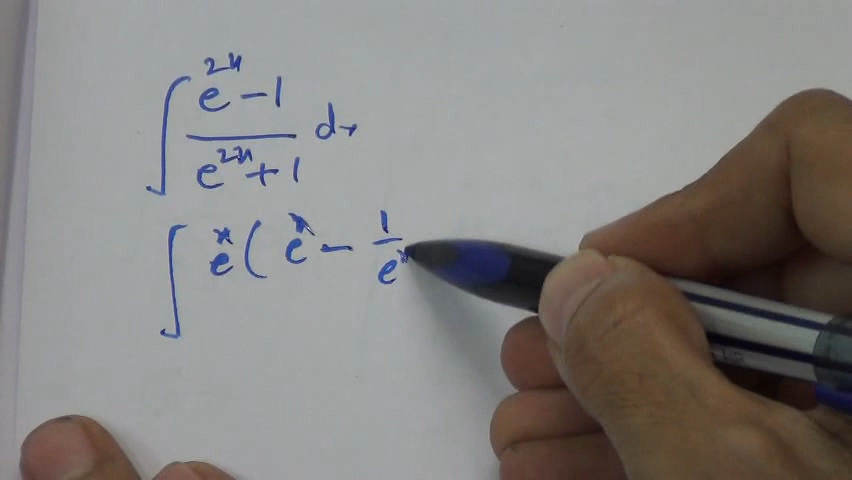 ∫ (e^{2x} - 1)/(e^{2x} + 1) dx
∫ e^x ( e^x - 1/e^x